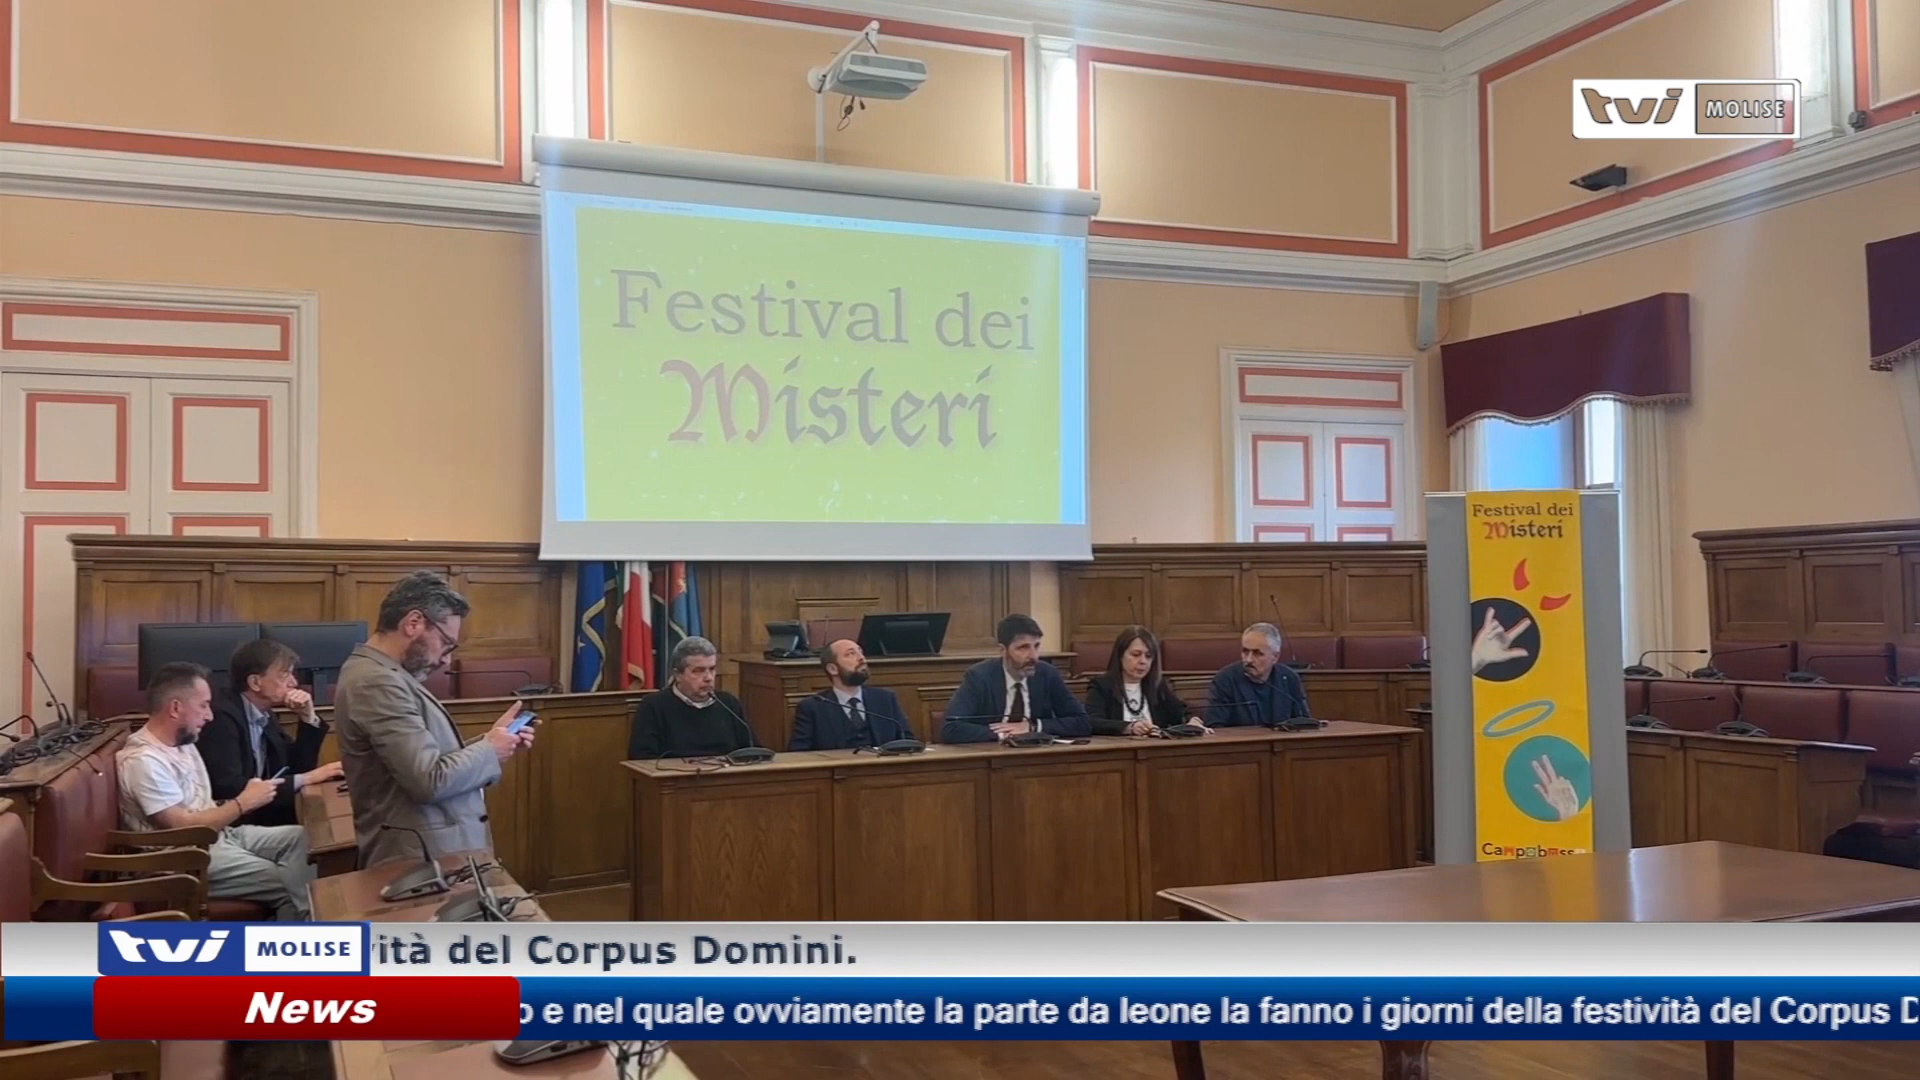 tvi MOLISE
Festival dei
Misteri
Festival dei
Misteri
Campobasso
tvi MOLISE
ità del Corpus Domini.
News
o e nel quale ovviamente la parte da leone la fanno i giorni della festività del Corpus D